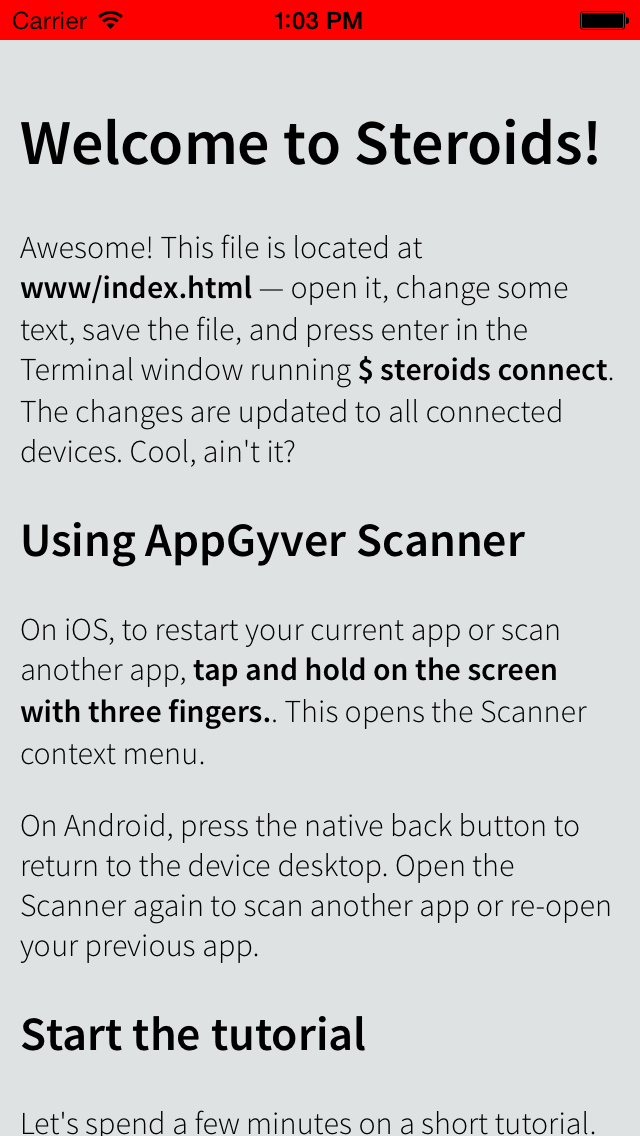 Carrier 1:03 PM
Welcome to Steroids!
Awesome! This file is located at
www/index.html — open it, change some
text, save the file, and press enter in the
Terminal window running $ steroids connect.
The changes are updated to all connected
devices. Cool, ain't it?
Using AppGyver Scanner
On iOS, to restart your current app or scan
another app, tap and hold on the screen
with three fingers.. This opens the Scanner
context menu.
On Android, press the native back button to
return to the device desktop. Open the
Scanner again to scan another app or re-open
your previous app.
Start the tutorial
Let's spend a few minutes on a short tutorial.